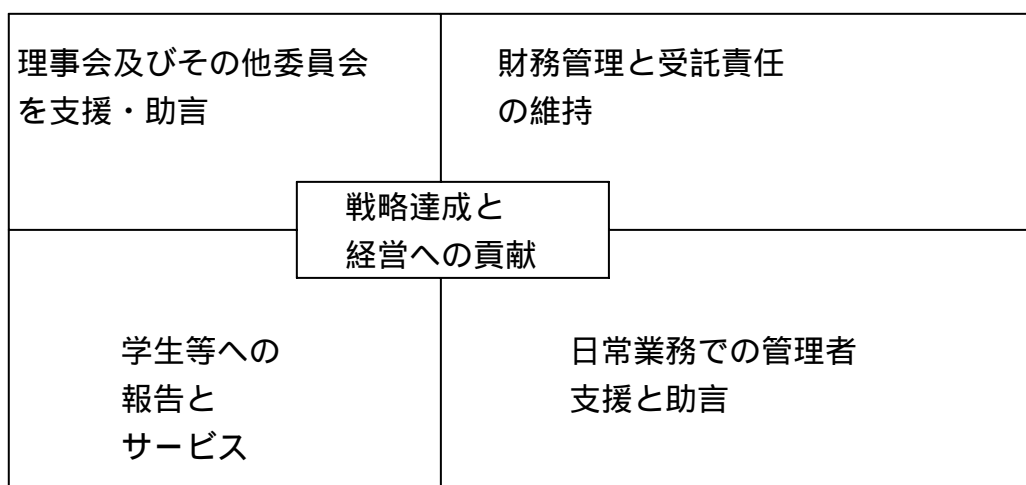 理事会及びその他委員会
を支援・助言
財務管理と受託責任
の維持
戦略達成と
経営への貢献
学生等への
報告と
サービス
日常業務での管理者
支援と助言